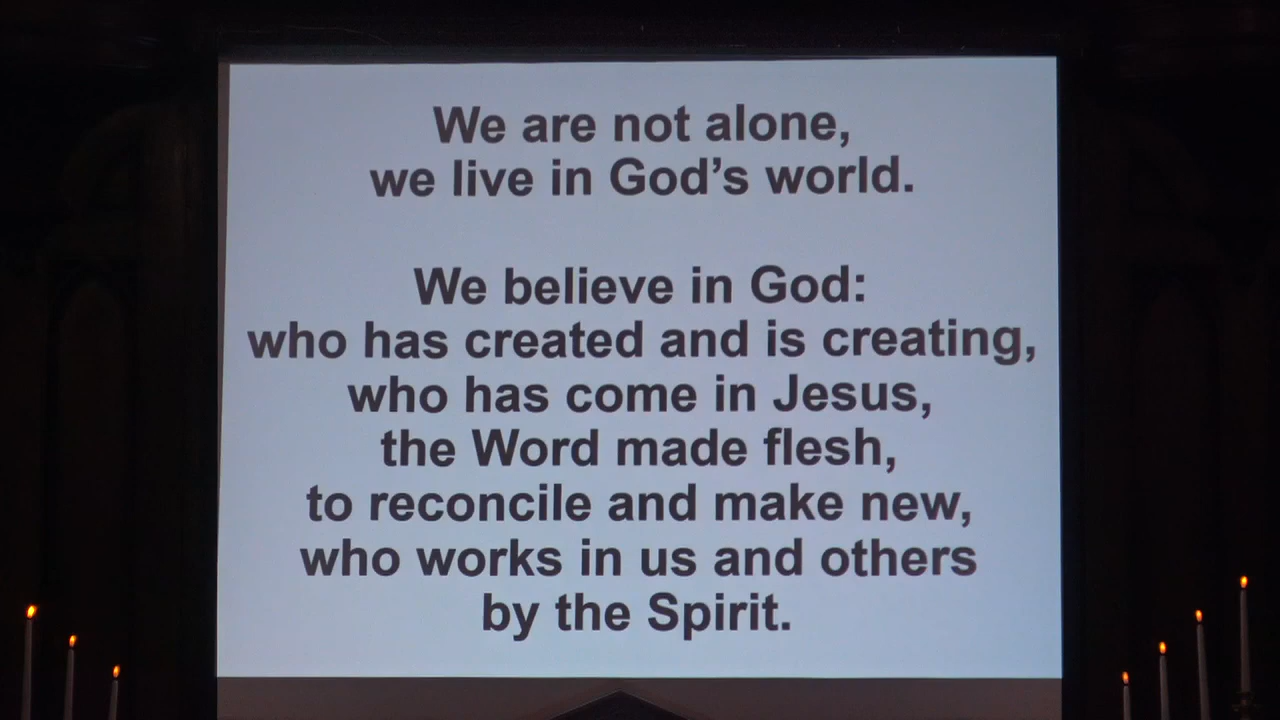 We are not alone,
we live in God’s world.
We believe in God:
who has created and is creating,
who has come in Jesus,
the Word made flesh,
to reconcile and make new,
who works in us and others
by the Spirit.